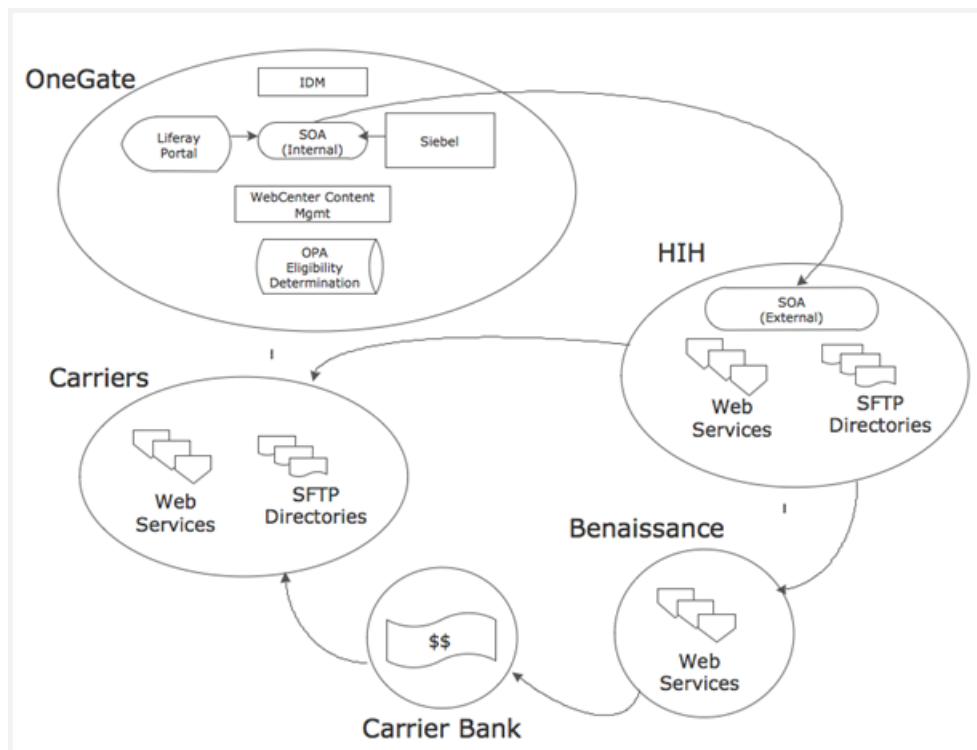 OneGate
IDM
Liferay
Portal
SOA
(Internal)
Siebel
WebCenter Content
Mgmt
OPA
Eligibility
Determination
HIH
SOA
(External)
Web
Services
SFTP
Directories
Carriers
Web
Services
SFTP
Directories
Benaissance
Web
Services
$$
Carrier Bank